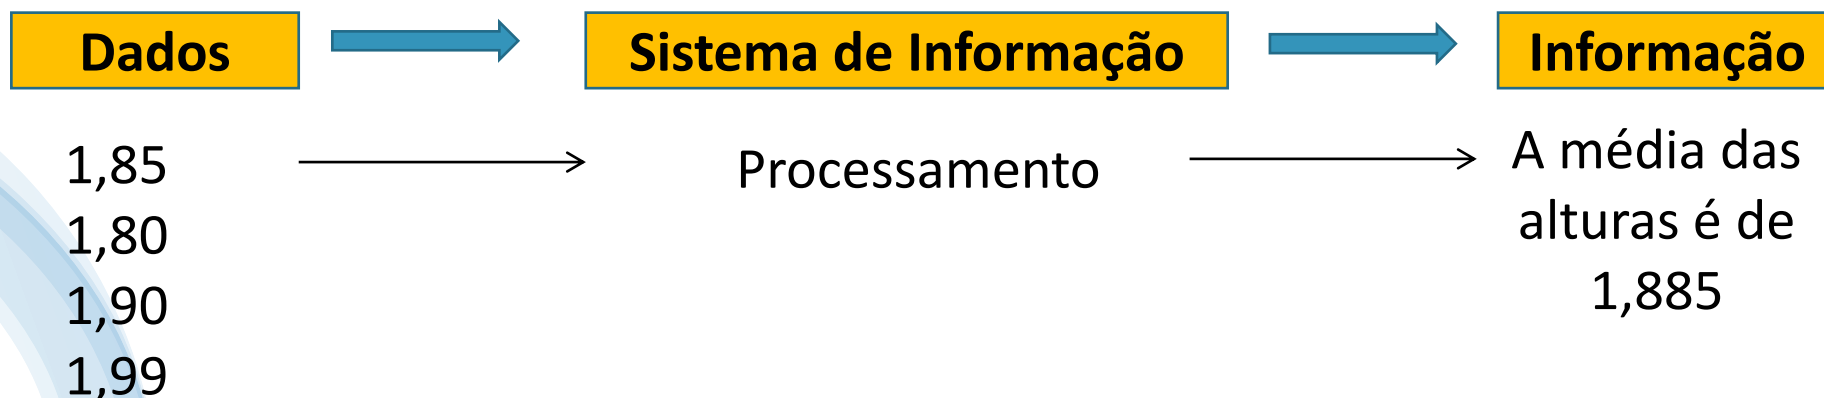 Dados
Sistema de Informação
Informação
1,85
1,80
1,90
1,99
Processamento
A média das
alturas é de
1,885